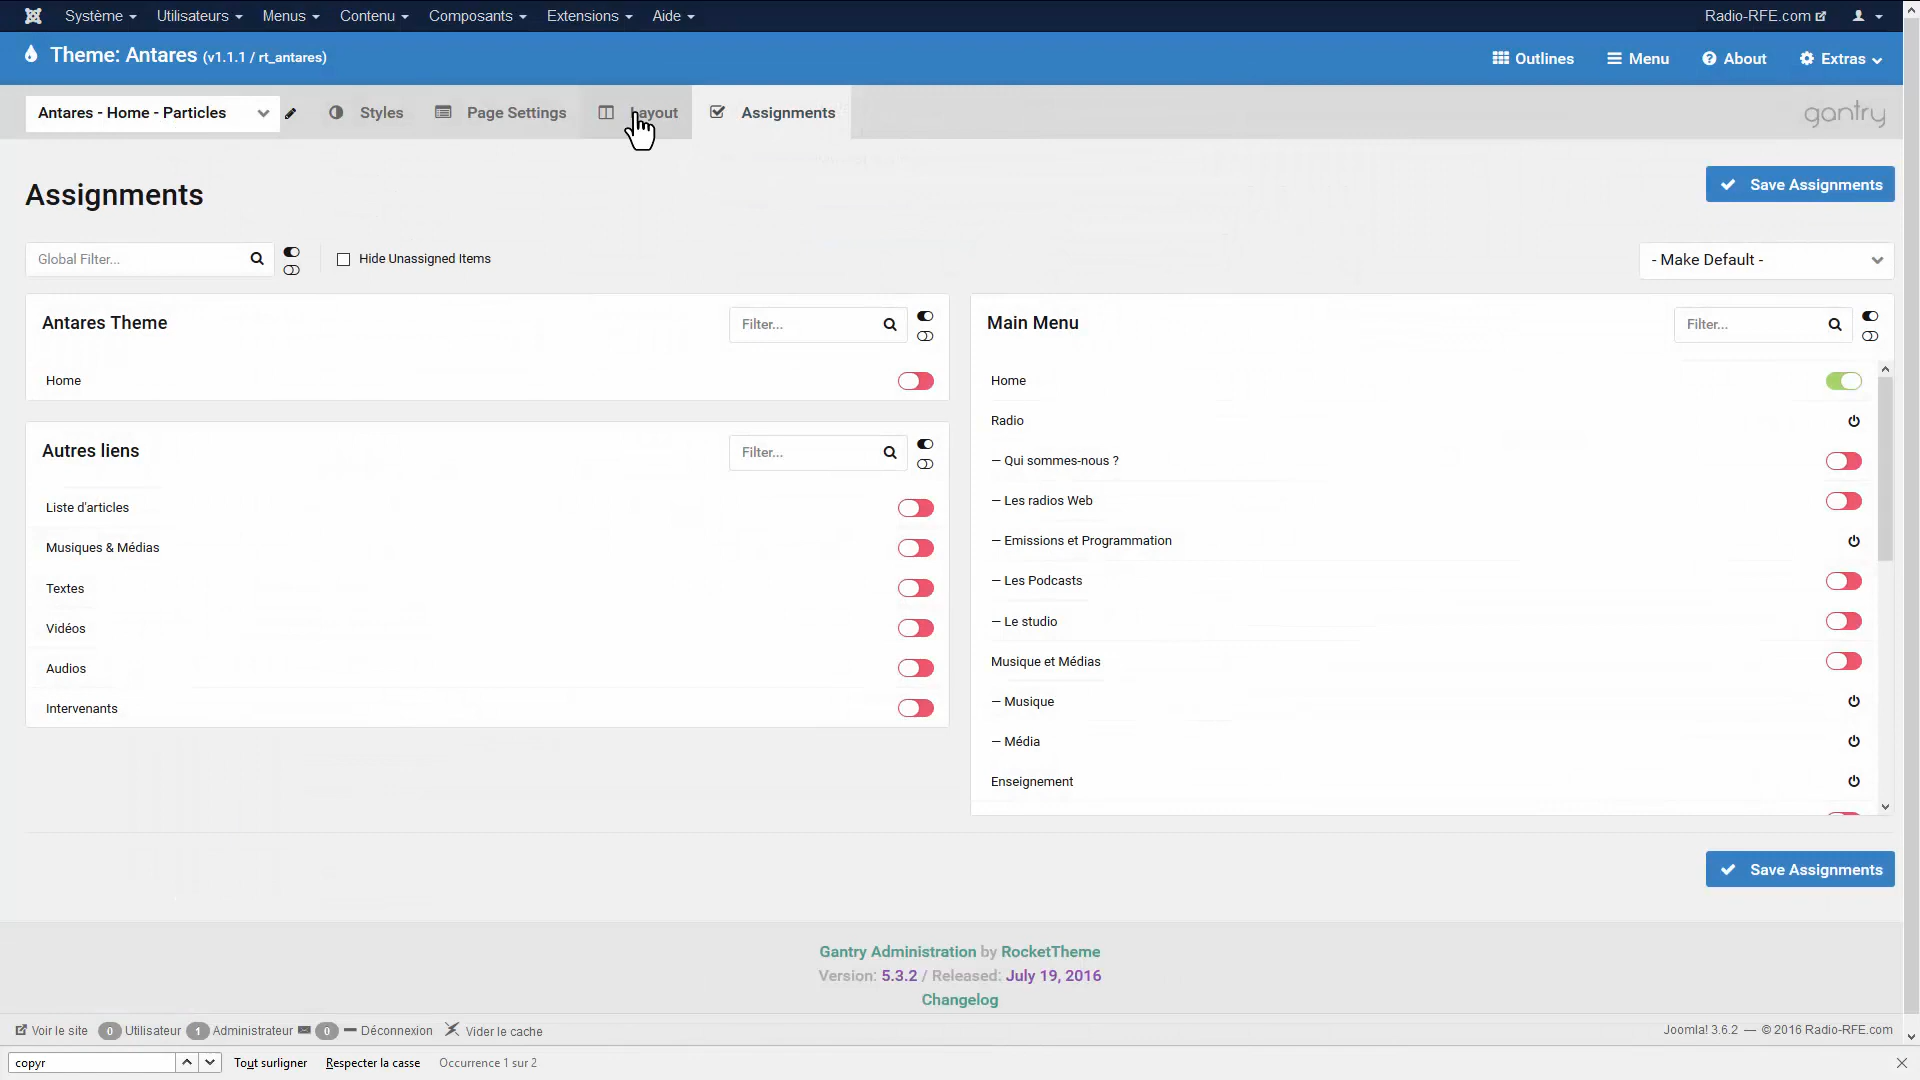 Système Utilisateurs Menus Contenu Composants Extensions Aide Radio-RFE.com
Theme: Antares (v1.1.1 / rt_antares) Outlines Menu About Extras
Antares - Home - Particles Styles Page Settings Layout Assignments gantry
Assignments Save Assignments
Global Filter... Hide Unassigned Items - Make Default -
Antares Theme Filter...
Home
Autres liens Filter...
Liste d'articles
Musiques & Médias
Textes
Vidéos
Audios
Intervenants
Main Menu Filter...
Home
Radio
— Qui sommes-nous ?
— Les radios Web
— Emissions et Programmation
— Les Podcasts
— Le studio
Musique et Médias
— Musique
— Média
Enseignement
Save Assignments
Gantry Administration by RocketTheme
Version: 5.3.2 / Released: July 19, 2016
Changelog
Voir le site 0 Utilisateur 1 Administrateur 0 Déconnexion Vider le cache Joomla! 3.6.2 — © 2016 Radio-RFE.com
copyr Tout surligner Respecter la casse Occurrence 1 sur 2